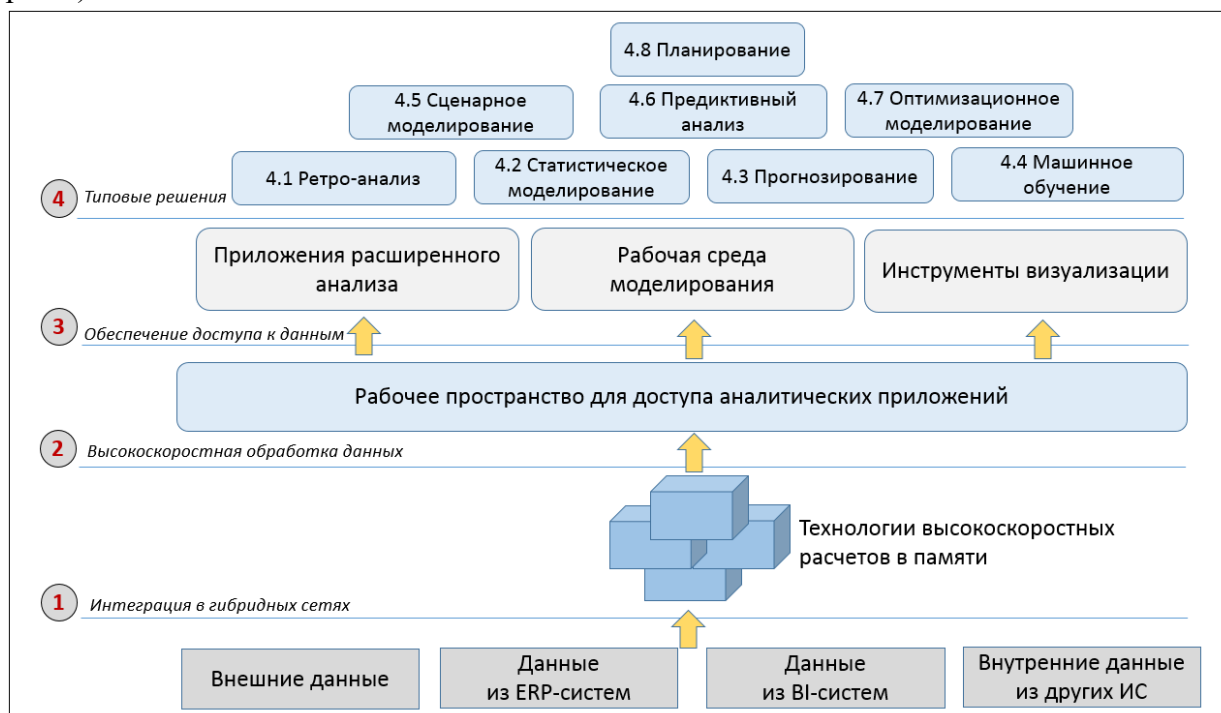 4.8 Планирование
4.5 Сценарное
моделирование
4.6 Предиктивный
анализ
4.7 Оптимизационное
моделирование
4.1 Ретро-анализ
4.2 Статистическое
моделирование
4.3 Прогнозирование
4.4 Машинное
обучение
4
Типовые решения
Приложения расширенного
анализа
Рабочая среда
моделирования
Инструменты визуализации
3
Обеспечение доступа к данным
Рабочее пространство для доступа аналитических приложений
2
Высокоскоростная обработка данных
Технологии высокоскоростных
расчетов в памяти
1
Интеграция в гибридных сетях
Внешние данные
Данные
из ERP-систем
Данные
из BI-систем
Внутренние данные
из других ИС